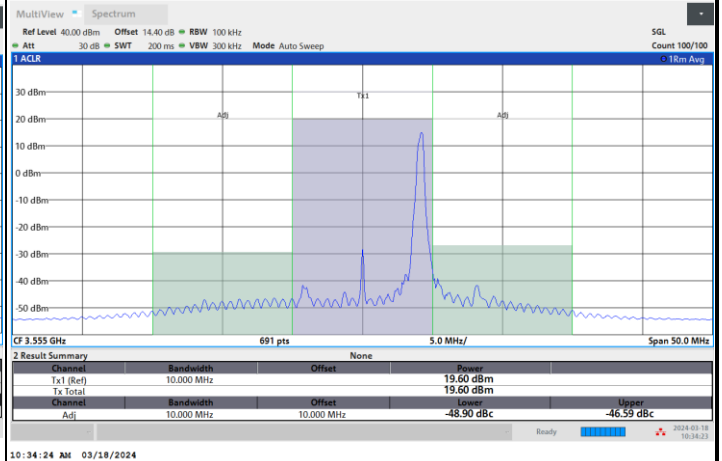 MultiView Spectrum
Ref Level 40.00 dBm Offset 14.40 dB RBW 100 kHz SGL
Att 30 dB SWT 200 ms VBW 300 kHz Mode Auto Sweep Count 100/100
1 ACLR 1Rm Avg
30 dBm
Tx1
20 dBm Adj Adj
10 dBm
0 dBm
-10 dBm
-20 dBm
-30 dBm
-40 dBm
-50 dBm
CF 3.555 GHz 691 pts 5.0 MHz/ Span 50.0 MHz
2 Result Summary None
Channel Bandwidth Offset Power
Tx1 (Ref) 10.000 MHz 19.60 dBm
Tx Total 19.60 dBm
Channel Bandwidth Offset Lower Upper
Adj 10.000 MHz 10.000 MHz -48.90 dBc -46.59 dBc
Ready 2024-03-18
10:34:23
10:34:24 AM 03/18/2024